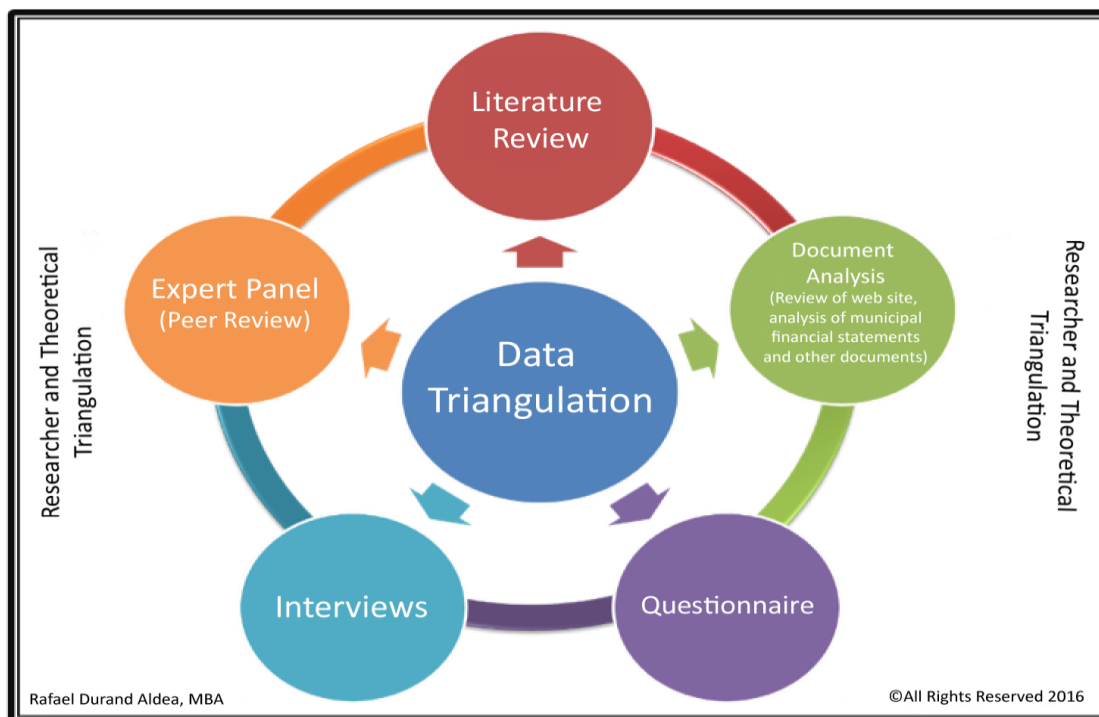 Literature
Review
Document
Analysis
(Review of web site,
analysis of municipal
financial statements
and other documents)
Expert Panel
(Peer Review)
Data
Triangulation
Interviews
Questionnaire
Researcher and Theoretical
Triangulation
Researcher and Theoretical
Triangulation
Rafael Durand Aldea, MBA
©All Rights Reserved 2016